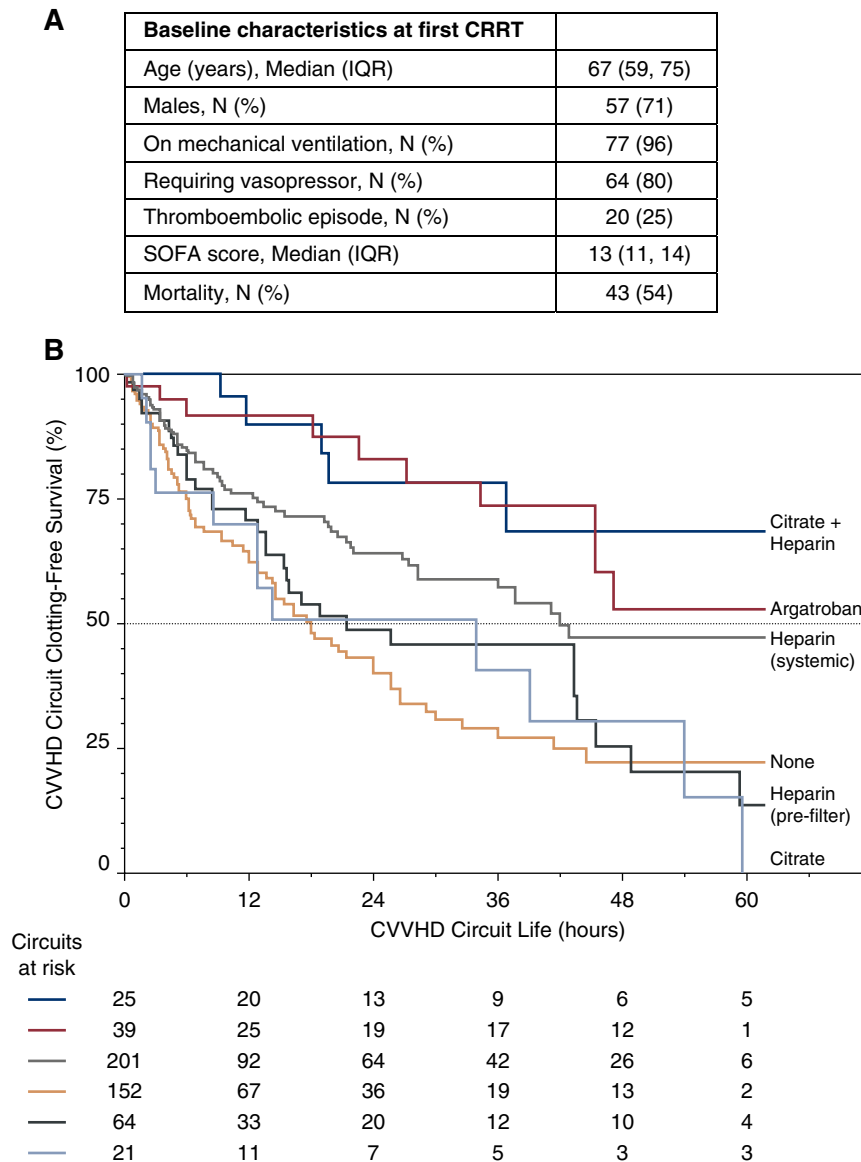 A
Baseline characteristics at first CRRT
Age (years), Median (IQR) 67 (59, 75)
Males, N (%) 57 (71)
On mechanical ventilation, N (%) 77 (96)
Requiring vasopressor, N (%) 64 (80)
Thromboembolic episode, N (%) 20 (25)
SOFA score, Median (IQR) 13 (11, 14)
Mortality, N (%) 43 (54)
B
CVVHD Circuit Clotting-Free Survival (%)
100
75
50
25
0
Citrate +
Heparin
Argatroban
Heparin
(systemic)
None
Heparin
(pre-filter)
Citrate
0 12 24 36 48 60
CVVHD Circuit Life (hours)
Circuits
at risk
25 20 13 9 6 5
39 25 19 17 12 1
201 92 64 42 26 6
152 67 36 19 13 2
64 33 20 12 10 4
21 11 7 5 3 3